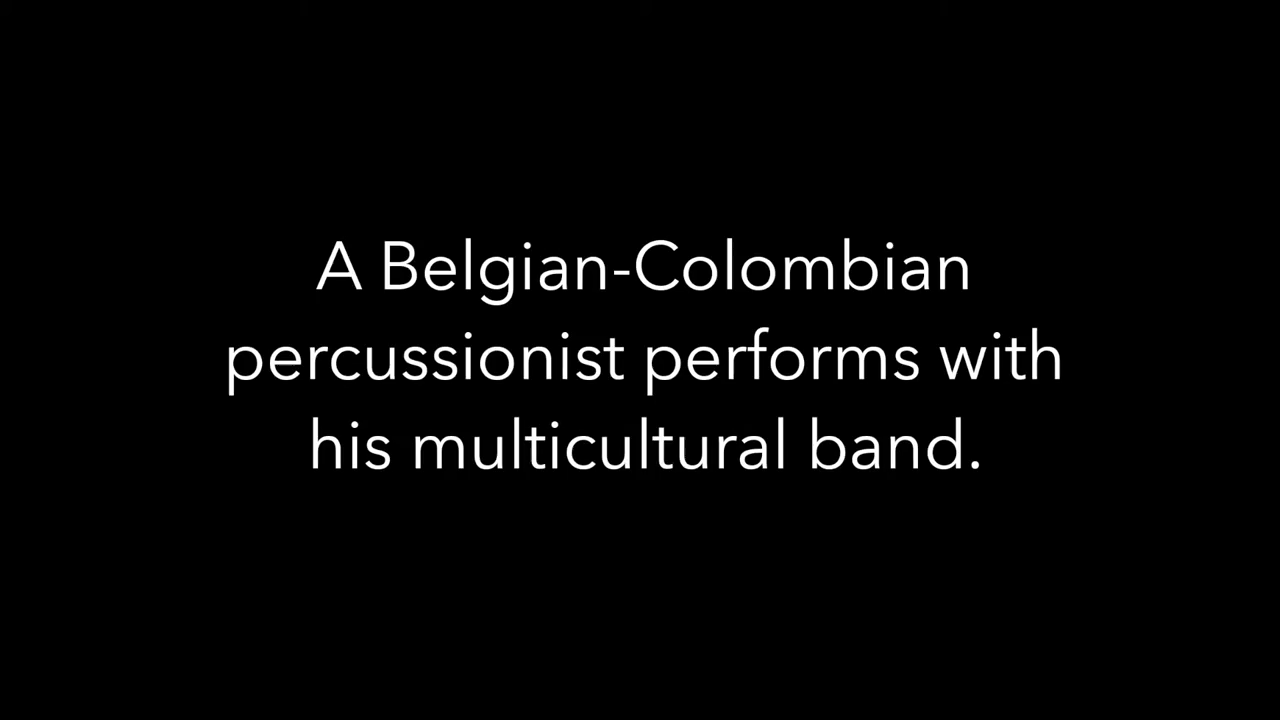 A Belgian-Colombian
percussionist performs with
his multicultural band.